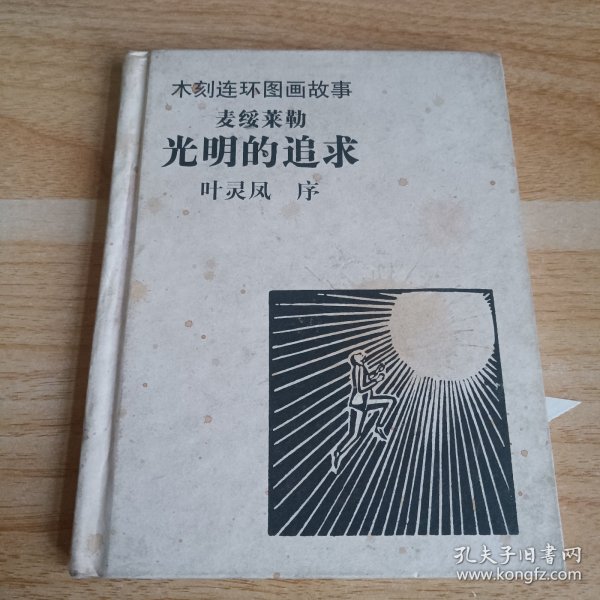 木刻连环图画故事
麦绥莱勒
光明的追求
叶灵凤 序
孔夫子旧书网
www.kongfz.com